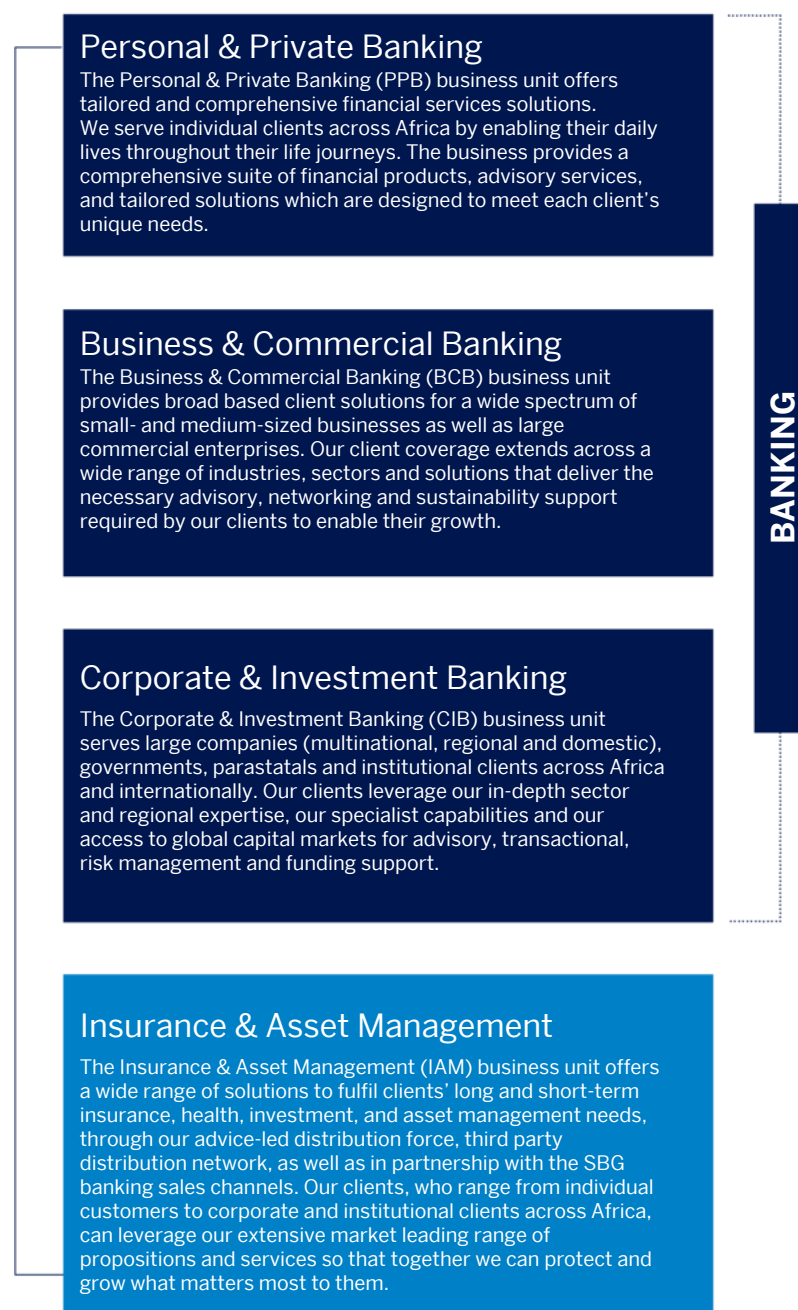 Personal & Private Banking
The Personal & Private Banking (PPB) business unit offers
tailored and comprehensive financial services solutions.
We serve individual clients across Africa by enabling their daily
lives throughout their life journeys. The business provides a
comprehensive suite of financial products, advisory services,
and tailored solutions which are designed to meet each client’s
unique needs.
Business & Commercial Banking
The Business & Commercial Banking (BCB) business unit
provides broad based client solutions for a wide spectrum of
small- and medium-sized businesses as well as large
commercial enterprises. Our client coverage extends across a
wide range of industries, sectors and solutions that deliver the
necessary advisory, networking and sustainability support
required by our clients to enable their growth.
Corporate & Investment Banking
The Corporate & Investment Banking (CIB) business unit
serves large companies (multinational, regional and domestic),
governments, parastatals and institutional clients across Africa
and internationally. Our clients leverage our in-depth sector
and regional expertise, our specialist capabilities and our
access to global capital markets for advisory, transactional,
risk management and funding support.
BANKING
Insurance & Asset Management
The Insurance & Asset Management (IAM) business unit offers
a wide range of solutions to fulfil clients’ long and short-term
insurance, health, investment, and asset management needs,
through our advice-led distribution force, third party
distribution network, as well as in partnership with the SBG
banking sales channels. Our clients, who range from individual
customers to corporate and institutional clients across Africa,
can leverage our extensive market leading range of
propositions and services so that together we can protect and
grow what matters most to them.